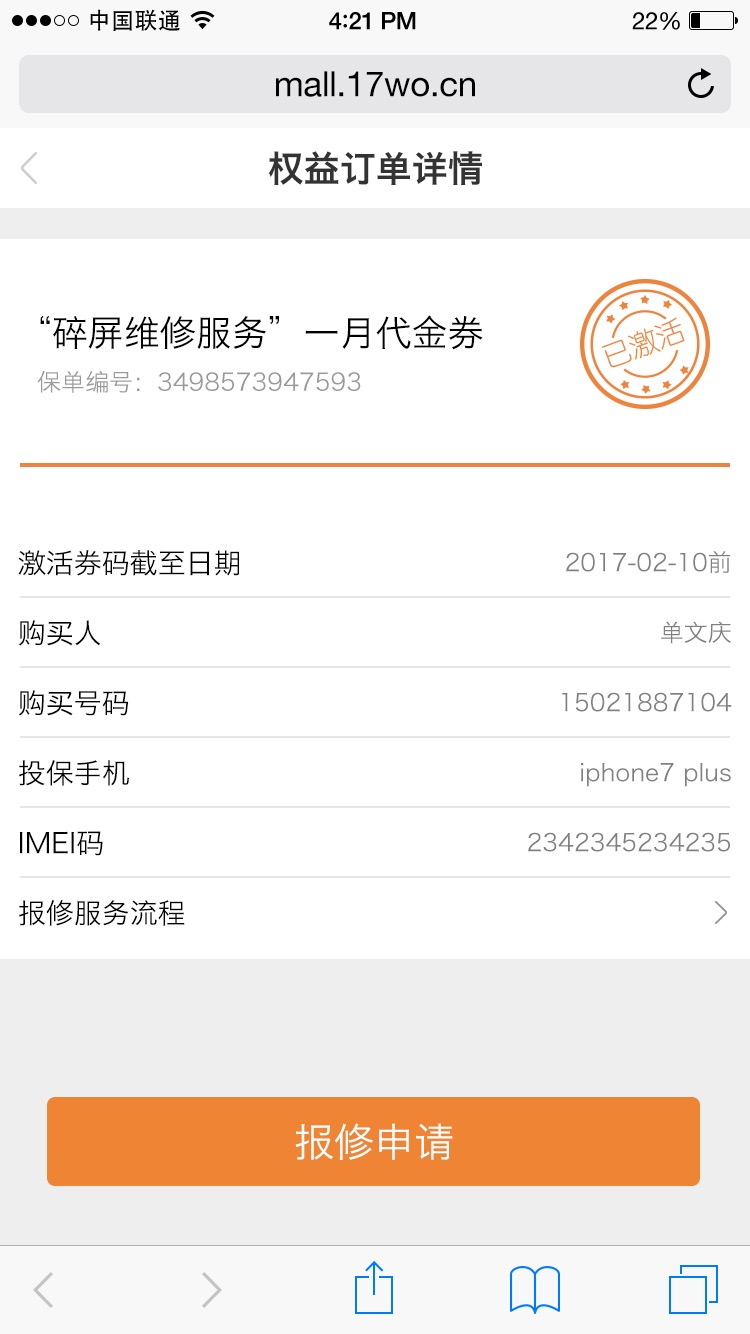 中国联通 4:21 PM 22%
mall.17wo.cn
权益订单详情
“碎屏维修服务”一月代金券
保单编号：3498573947593
已激活
激活券码截至日期 2017-02-10前
购买人 单文庆
购买号码 15021887104
投保手机 iphone7 plus
IMEI码 2342345234235
报修服务流程
报修申请